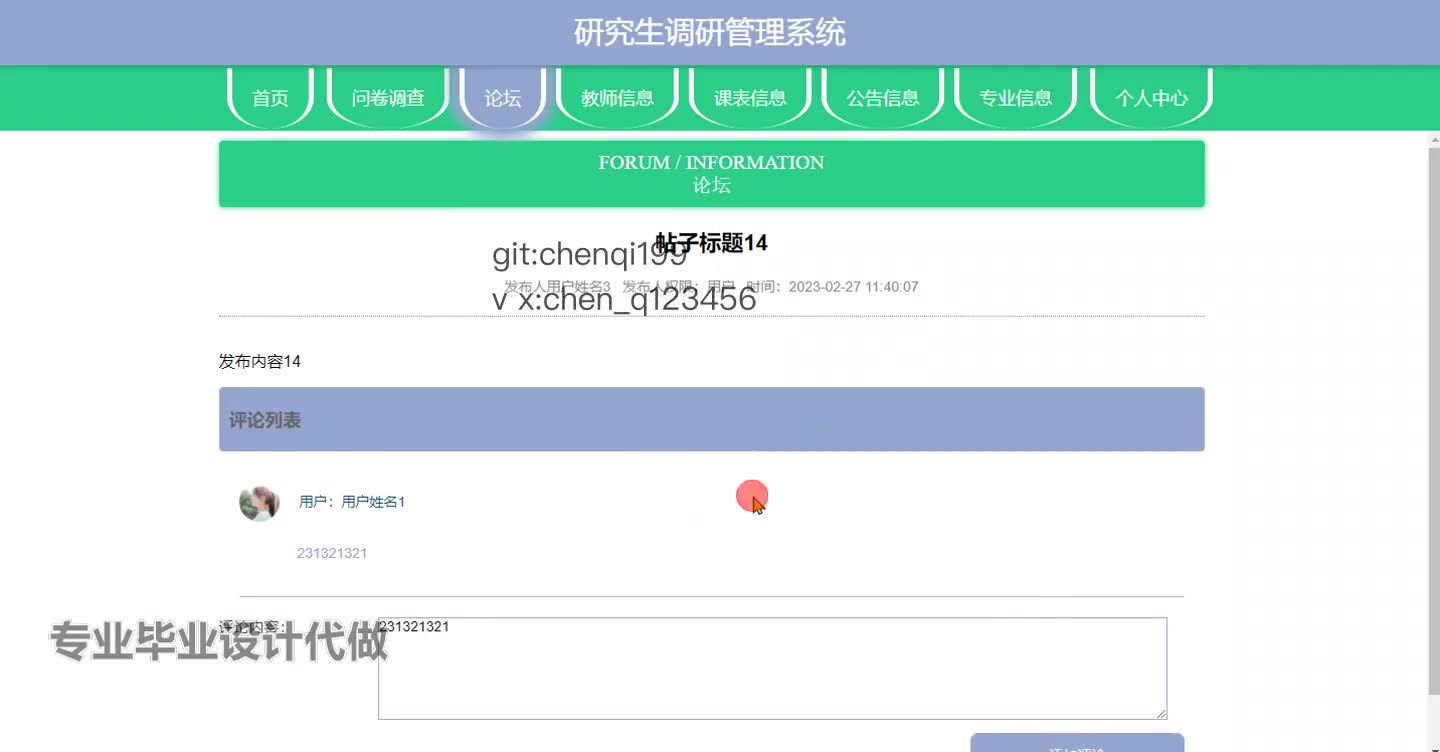 研究生调研管理系统
首页 问卷调查 论坛 教师信息 课表信息 公告信息 专业信息 个人中心
FORUM / INFORMATION
论坛
帖子标题14
git:chenqi199
发布人用户姓名3 发布人权限：用户 时间：2023-02-27 11:40:07
v x:chen_q123456
发布内容14
评论列表
用户：用户姓名1
231321321
评论内容：
231321321
专业毕业设计代做
添加评论